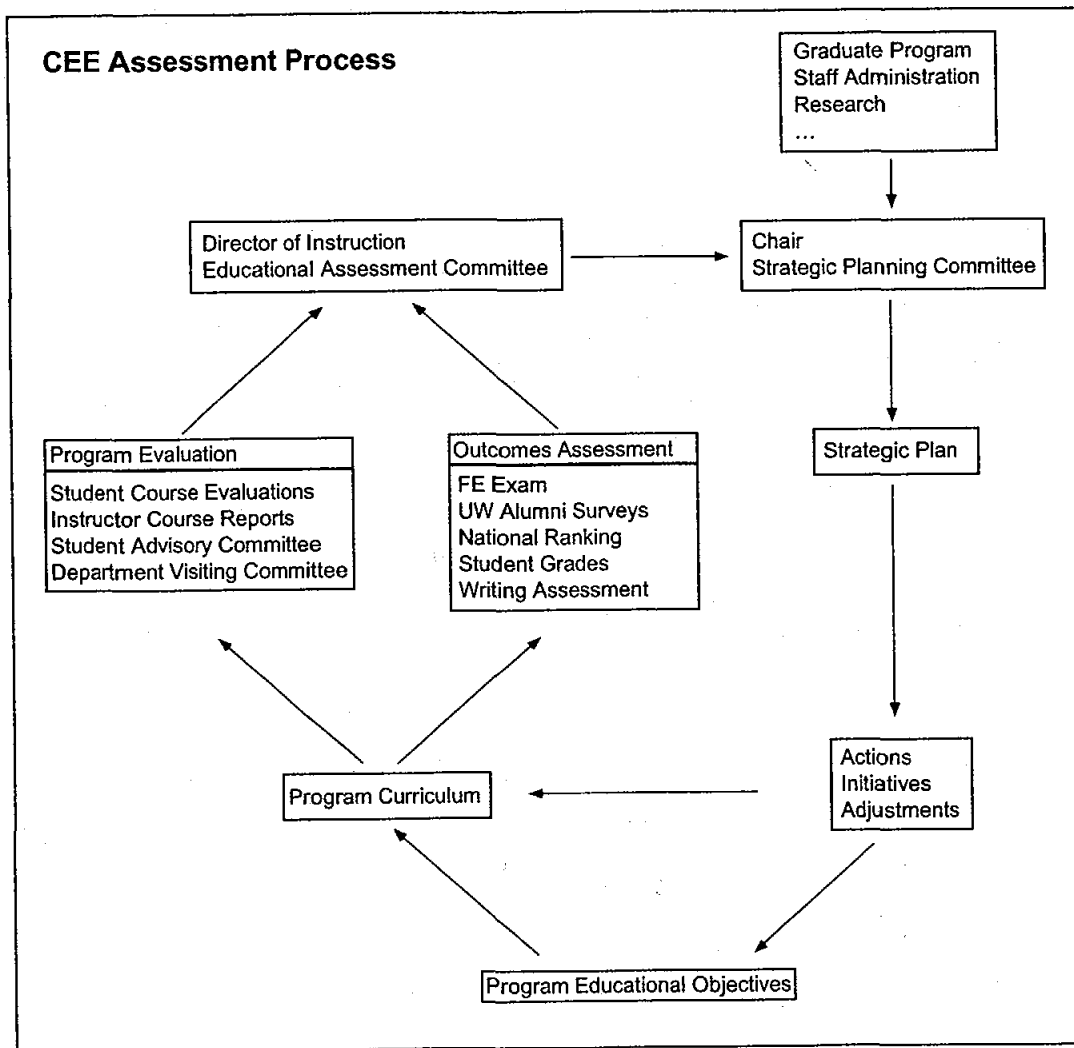 CEE Assessment Process
Graduate Program
Staff Administration
Research
...
Director of Instruction
Educational Assessment Committee
Chair
Strategic Planning Committee
Program Evaluation
Student Course Evaluations
Instructor Course Reports
Student Advisory Committee
Department Visiting Committee
Outcomes Assessment
FE Exam
UW Alumni Surveys
National Ranking
Student Grades
Writing Assessment
Strategic Plan
Program Curriculum
Actions
Initiatives
Adjustments
Program Educational Objectives